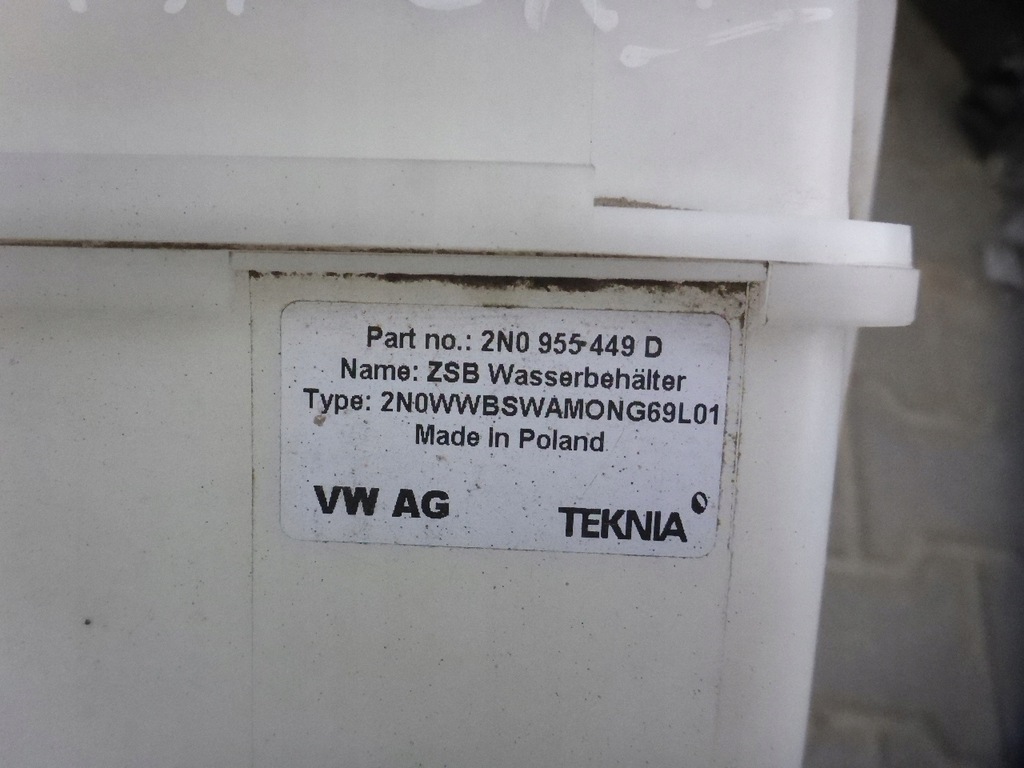 Part no.: 2N0 955 449 D
Name: ZSB Wasserbehälter
Type: 2N0WWBSWAMONG69L01
Made In Poland
VW AG
TEKNIA